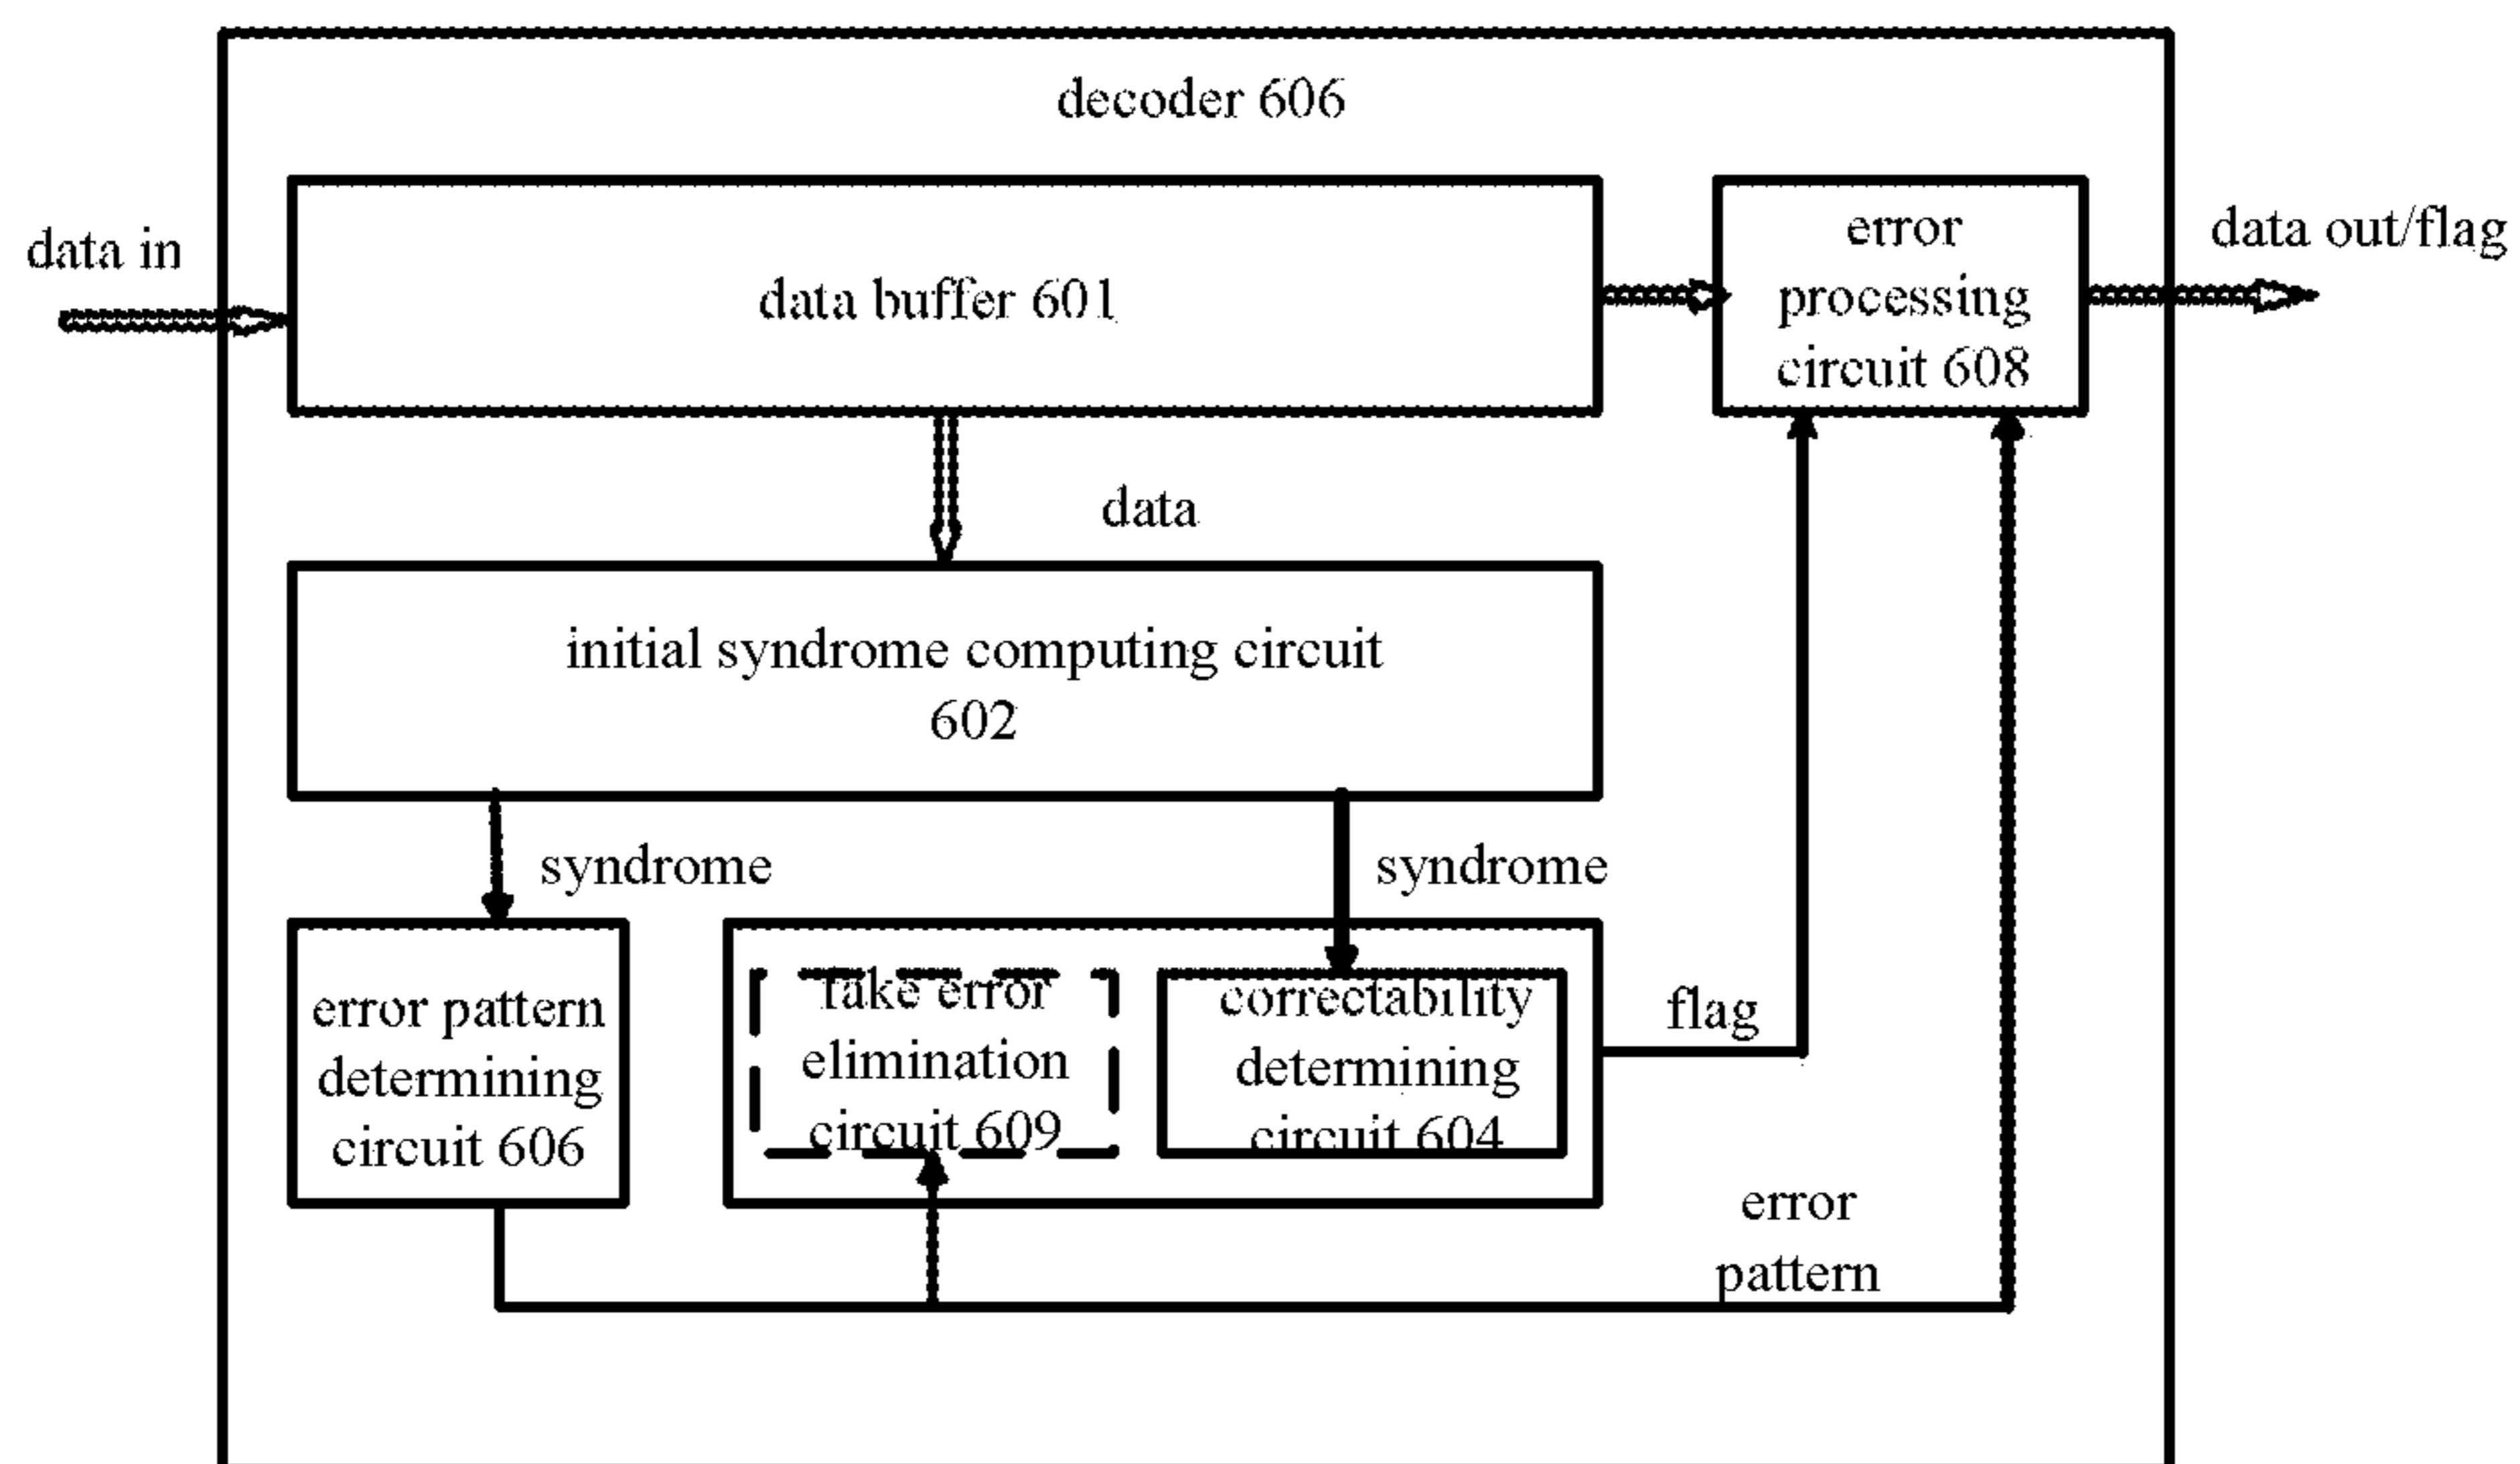 decoder 606
data in
data buffer 601
error
processing
circuit 608
data out/flag
data
initial syndrome computing circuit
602
syndrome
syndrome
error pattern
determining
circuit 606
fake error
elimination
circuit 609
correctability
determining
circuit 604
flag
error
pattern